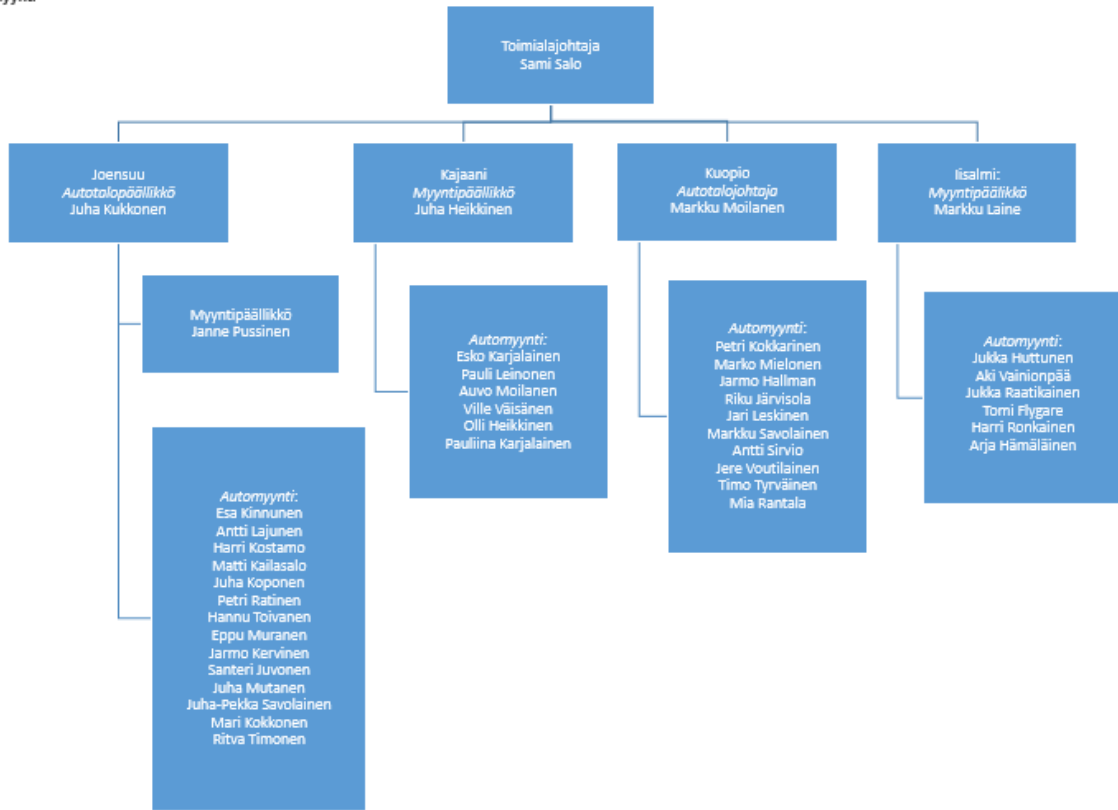 Toimialajohtaja
Sami Salo
Joensuu
Autotalopäällikkö
Juha Kukkonen
Kajaani
Myyntipäällikkö
Juha Heikkinen
Kuopio
Autotalojohtaja
Markku Moilanen
Iisalmi:
Myyntipäälikkö
Markku Laine
Myyntipäällikkö
Janne Pussinen
Automyynti:
Esa Kinnunen
Antti Lajunen
Harri Kostamo
Matti Kailasalo
Juha Koponen
Petri Ratinen
Hannu Toivanen
Eppu Muranen
Jarmo Kervinen
Santeri Juvonen
Juha Mutanen
Juha-Pekka Savolainen
Mari Kokkonen
Ritva Timonen
Automyynti:
Esko Karjalainen
Pauli Leinonen
Auvo Moilanen
Ville Väisänen
Olli Heikkinen
Pauliina Karjalainen
Automyynti:
Petri Kokkarinen
Marko Mielonen
Jarmo Hallman
Riku Järvisola
Jari Leskinen
Markku Savolainen
Antti Sirvio
Jere Voutilainen
Timo Tyrväinen
Mia Rantala
Automyynti:
Jukka Huttunen
Aki Vainionpää
Jukka Raatikainen
Tomi Flygare
Harri Ronkainen
Arja Hämäläinen